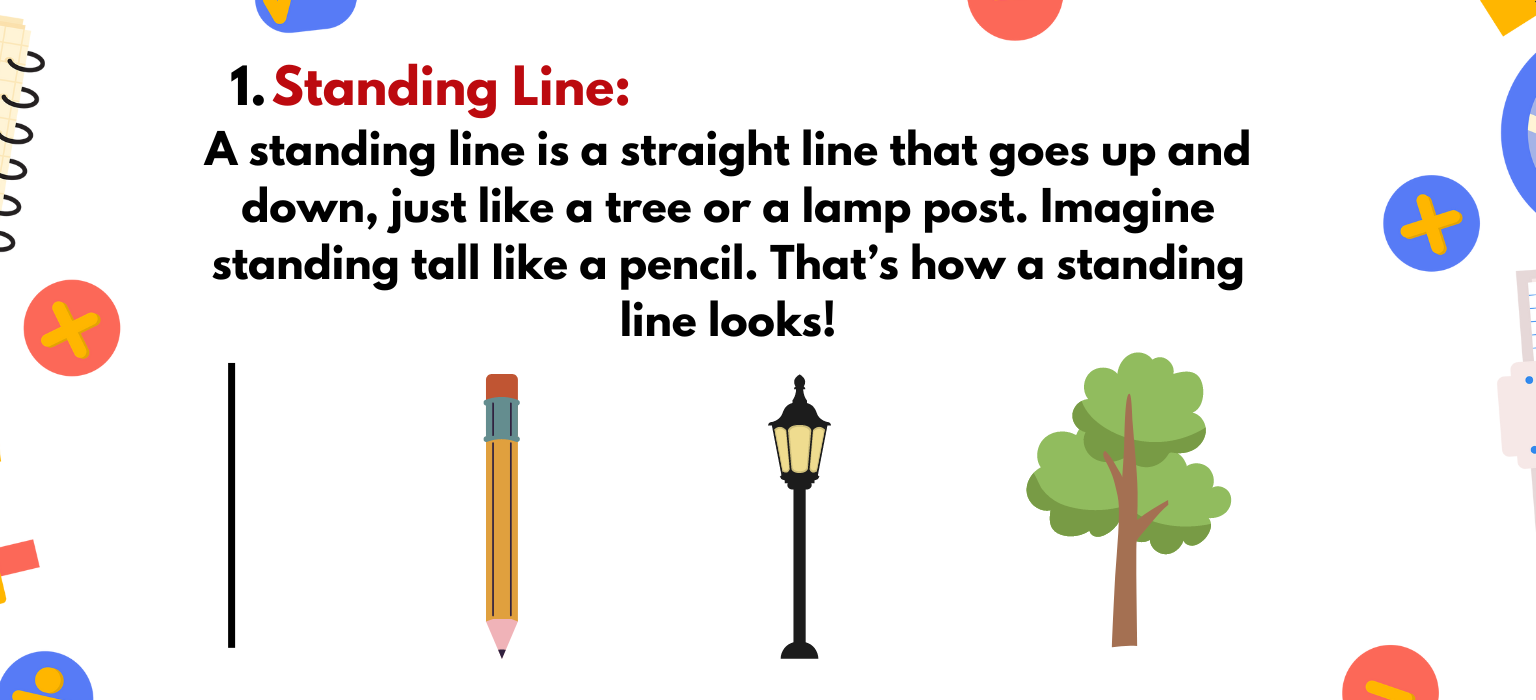 1. Standing Line:
A standing line is a straight line that goes up and
down, just like a tree or a lamp post. Imagine
standing tall like a pencil. That’s how a standing
line looks!